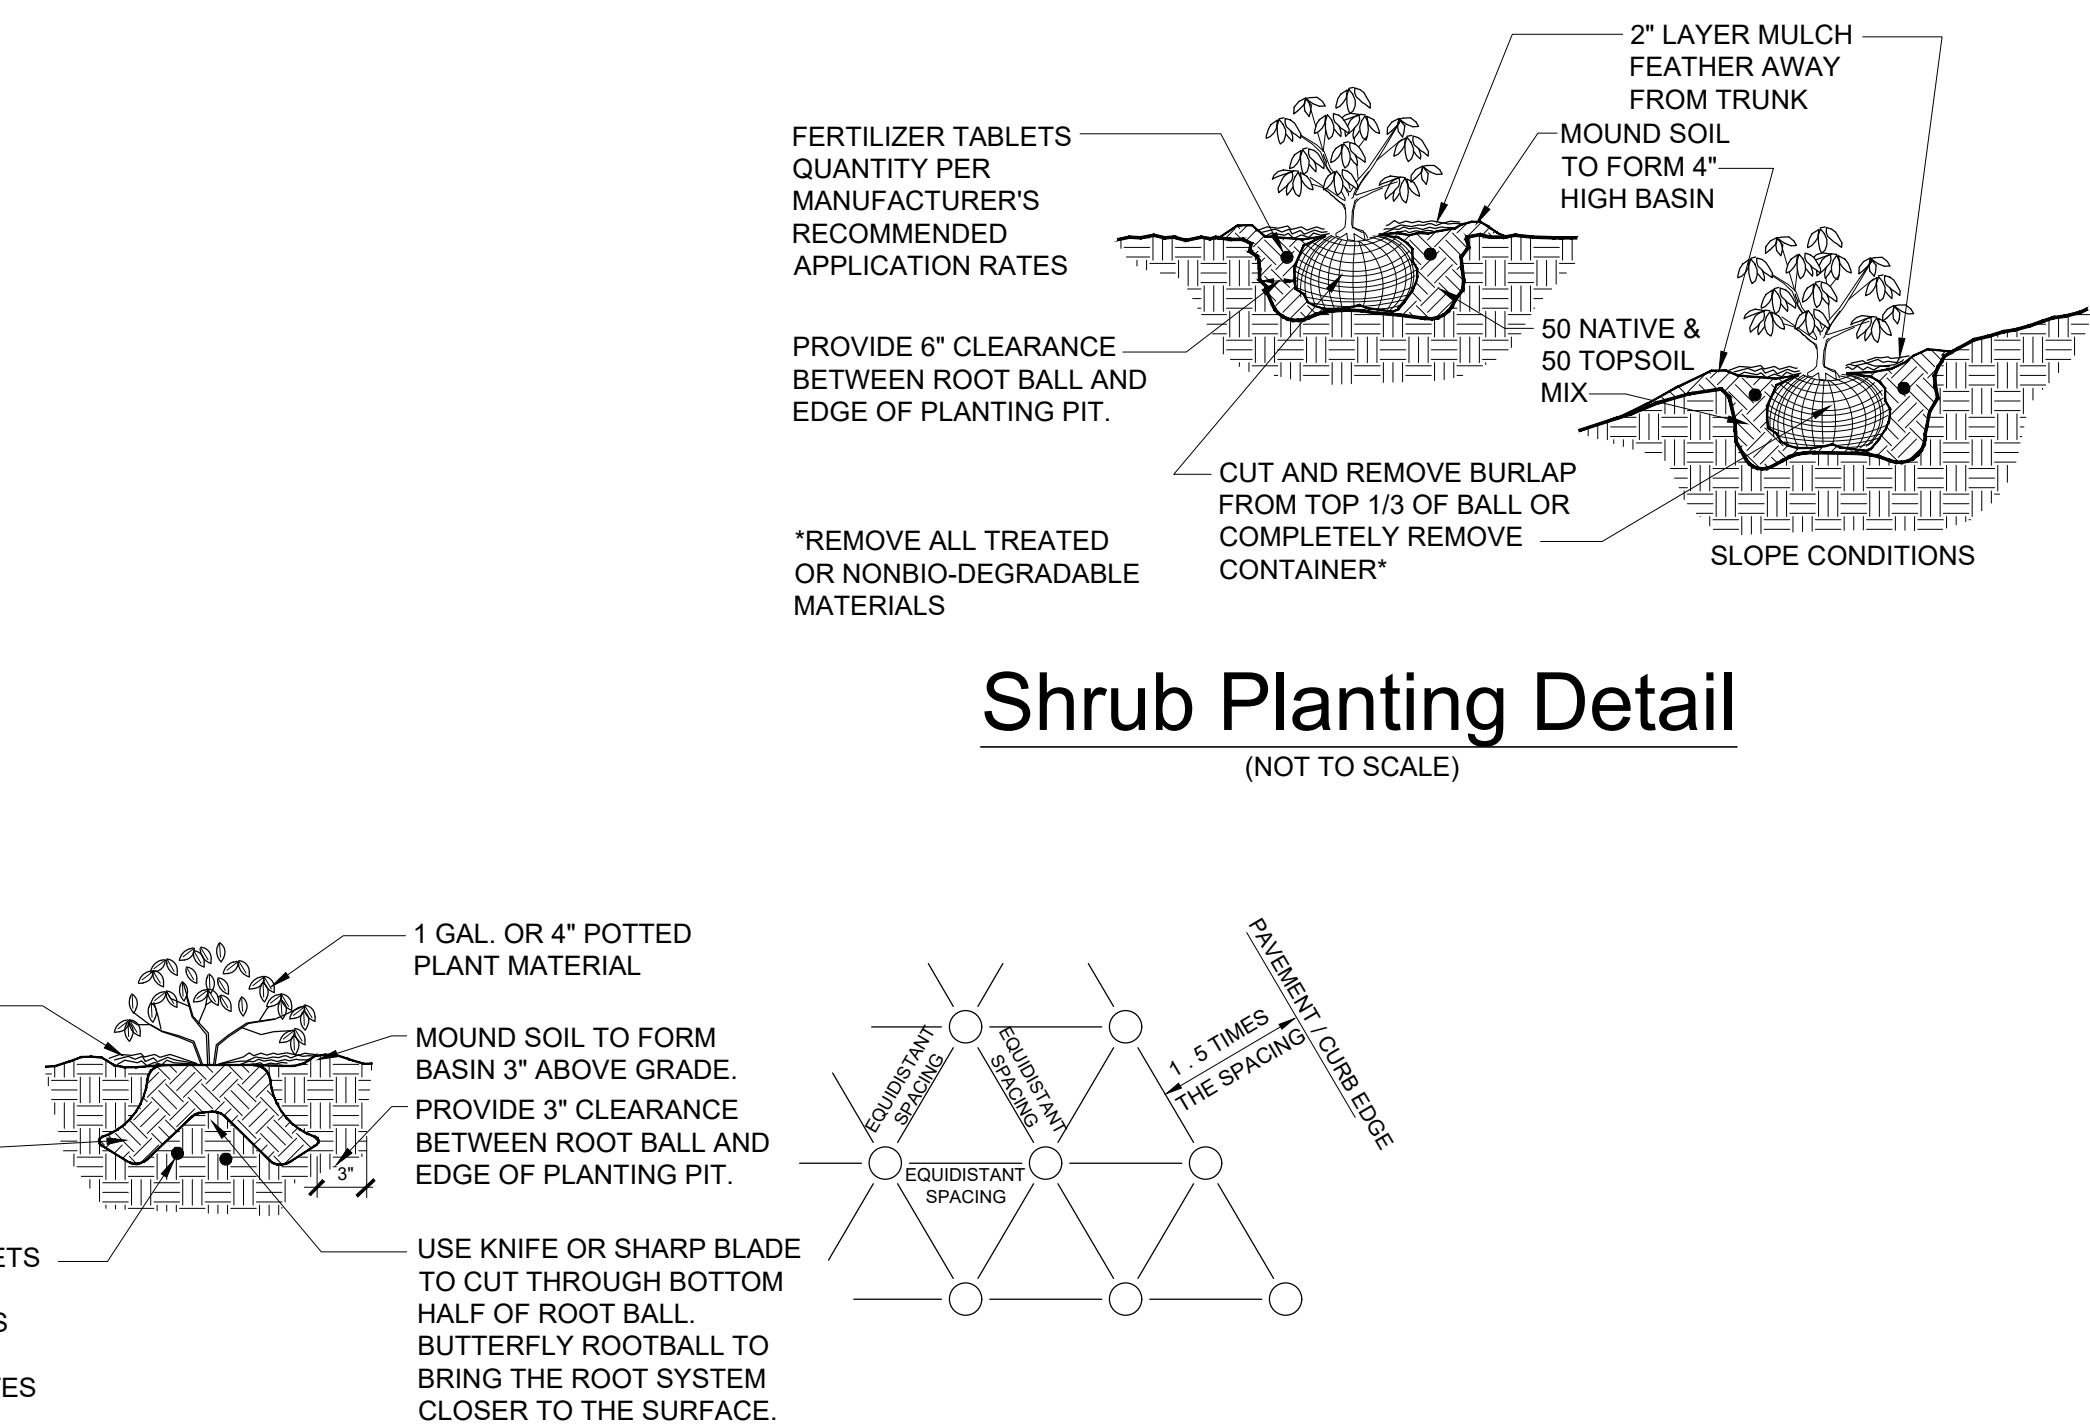 2" LAYER MULCH
FEATHER AWAY
FROM TRUNK
FERTILIZER TABLETS
QUANTITY PER
MANUFACTURER'S
RECOMMENDED
APPLICATION RATES
MOUND SOIL
TO FORM 4"
HIGH BASIN
PROVIDE 6" CLEARANCE
BETWEEN ROOT BALL AND
EDGE OF PLANTING PIT.
50 NATIVE &
50 TOPSOIL
MIX
CUT AND REMOVE BURLAP
FROM TOP 1/3 OF BALL OR
COMPLETELY REMOVE
CONTAINER*
*REMOVE ALL TREATED
OR NONBIO-DEGRADABLE
MATERIALS
SLOPE CONDITIONS
Shrub Planting Detail
(NOT TO SCALE)
1 GAL. OR 4" POTTED
PLANT MATERIAL
MOUND SOIL TO FORM
BASIN 3" ABOVE GRADE.
PROVIDE 3" CLEARANCE
BETWEEN ROOT BALL AND
EDGE OF PLANTING PIT.
3"
USE KNIFE OR SHARP BLADE
TO CUT THROUGH BOTTOM
HALF OF ROOT BALL.
BUTTERFLY ROOTBALL TO
BRING THE ROOT SYSTEM
CLOSER TO THE SURFACE.
ETS
S
TES
EQUIDISTANT
SPACING
EQUIDISTANT
SPACING
EQUIDISTANT
SPACING
1 . 5 TIMES
THE SPACING
PAVEMENT / CURB EDGE